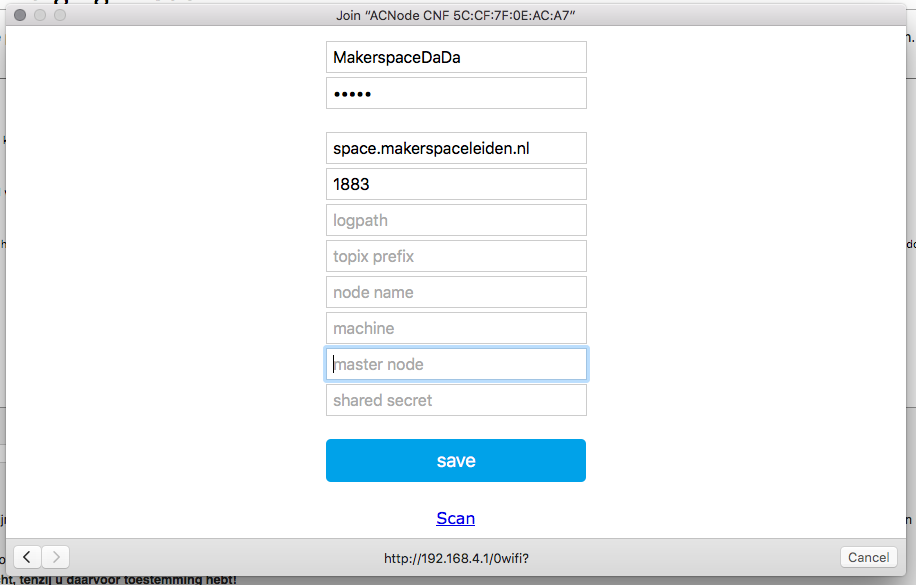 Join “ACNode CNF 5C:CF:7F:0E:AC:A7”
MakerspaceDaDa
•••••
space.makerspaceleiden.nl
1883
logpath
topix prefix
node name
machine
master node
shared secret
save
Scan
http://192.168.4.1/0wifi?
Cancel
cht, tenzij u daarvoor toestemming hebt!